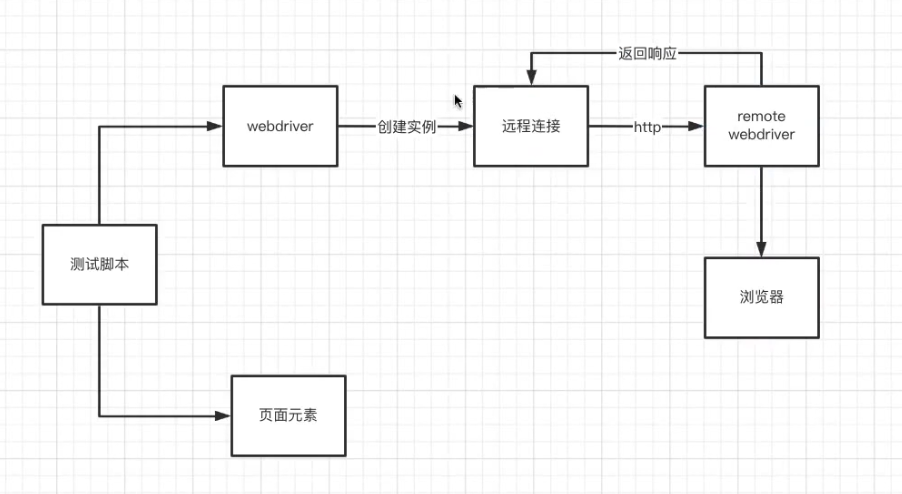 返回响应
webdriver
创建实例
远程连接
http
remote
webdriver
测试脚本
浏览器
页面元素